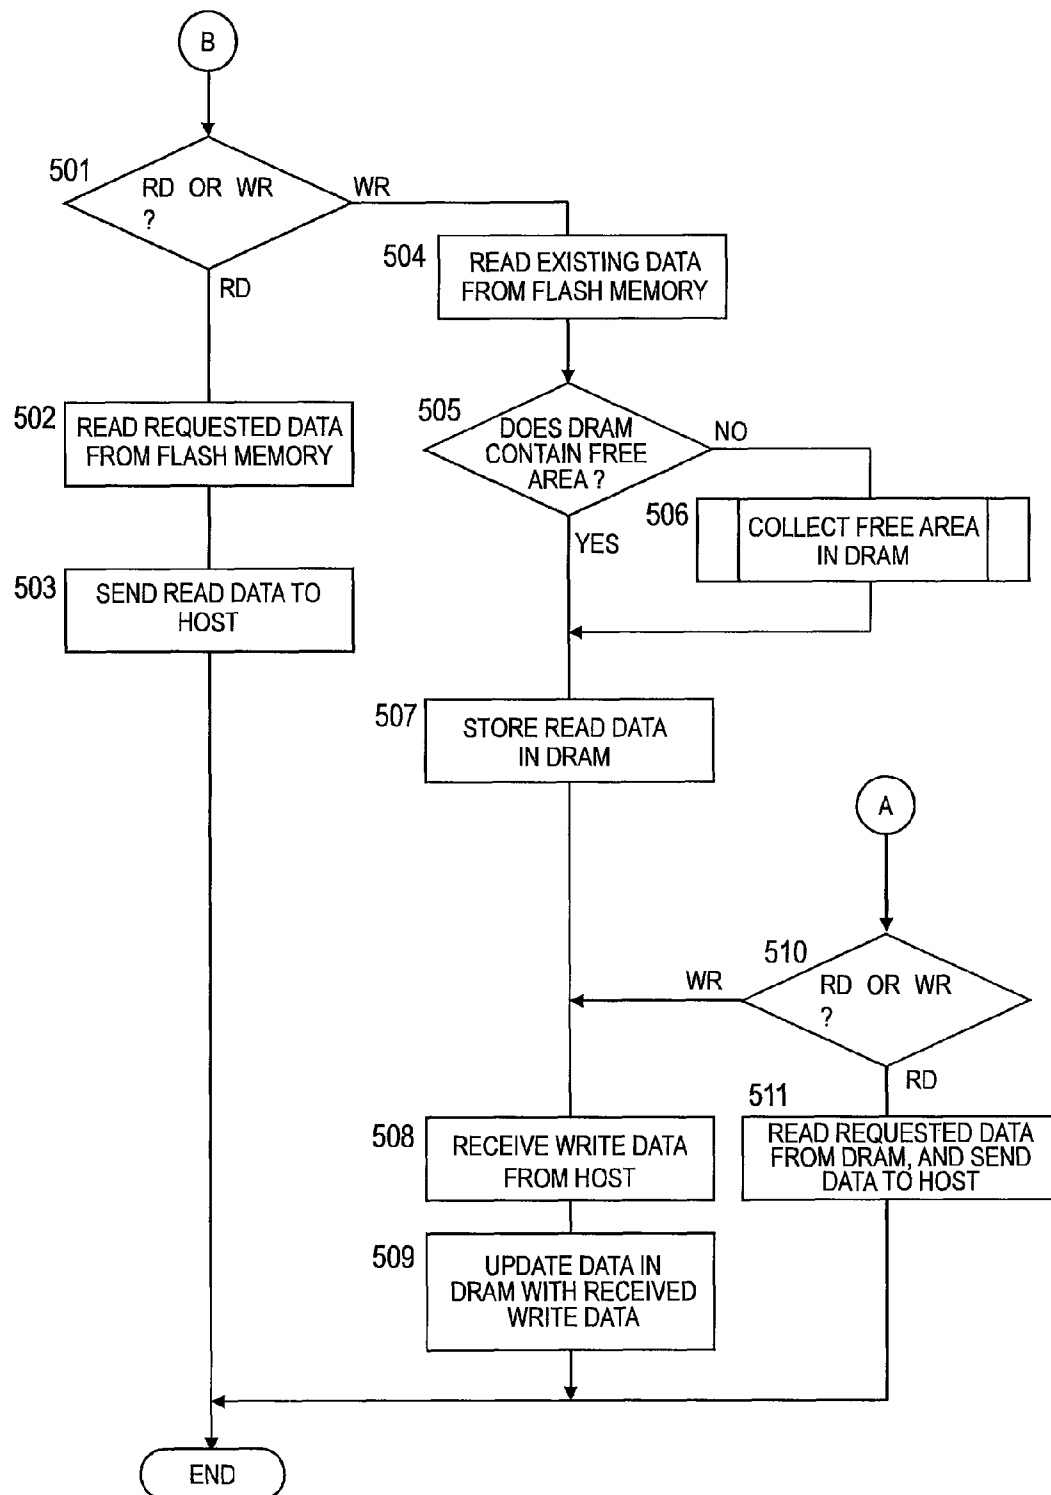 B
501
RD OR WR
?
WR
RD
504
READ EXISTING DATA
FROM FLASH MEMORY
502
READ REQUESTED DATA
FROM FLASH MEMORY
505
DOES DRAM
CONTAIN FREE
AREA ?
NO
YES
506
COLLECT FREE AREA
IN DRAM
503
SEND READ DATA TO
HOST
507
STORE READ DATA
IN DRAM
A
510
RD OR WR
?
WR
RD
511
READ REQUESTED DATA
FROM DRAM, AND SEND
DATA TO HOST
508
RECEIVE WRITE DATA
FROM HOST
509
UPDATE DATA IN
DRAM WITH RECEIVED
WRITE DATA
END